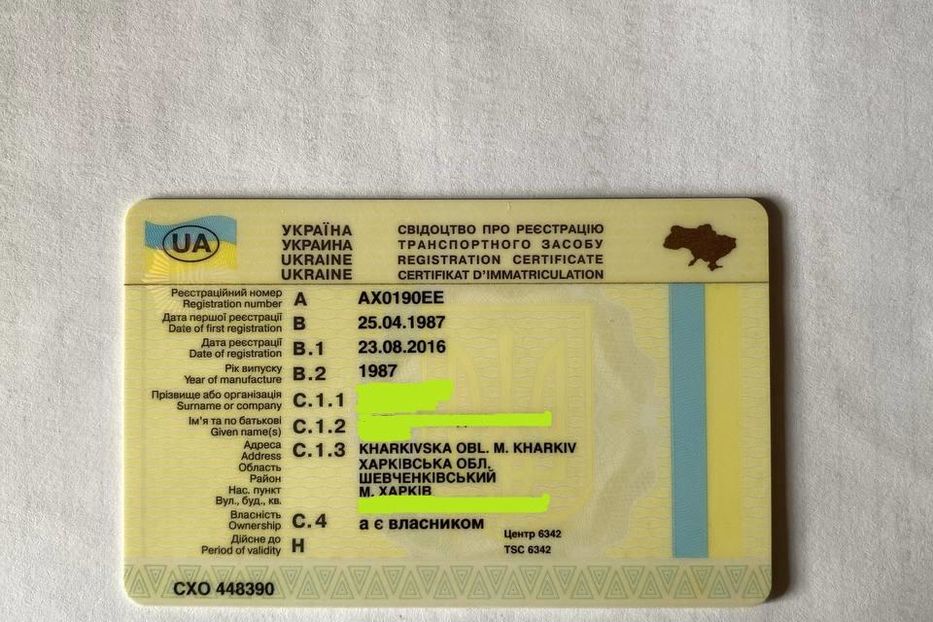 UA
УКРАЇНА СВІДОЦТВО ПРО РЕЄСТРАЦІЮ
УКРАИНА ТРАНСПОРТНОГО ЗАСОБУ
UKRAINE REGISTRATION CERTIFICATE
UKRAINE CERTIFIKAT D'IMMATRICULATION
Реєстраційний номер
Registration number A AX0190EE
Дата першої реєстрації
Date of first registration B 25.04.1987
Дата реєстрації
Date of registration B.1 23.08.2016
Рік випуску
Year of manufacture B.2 1987
Прізвище або організація
Surname or company C.1.1
Ім'я та по батькові
Given name(s) C.1.2
Адреса
Address C.1.3 KHARKIVSKA OBL. M. KHARKIV
Область ХАРКІВСЬКА ОБЛ.
Район ШЕВЧЕНКІВСЬКИЙ
Нас. пункт М. ХАРКІВ
Вул., буд., кв.
Власність
Ownership C.4 а є власником
Дійсне до Центр 6342
Period of validity H TSC 6342
CXO 448390